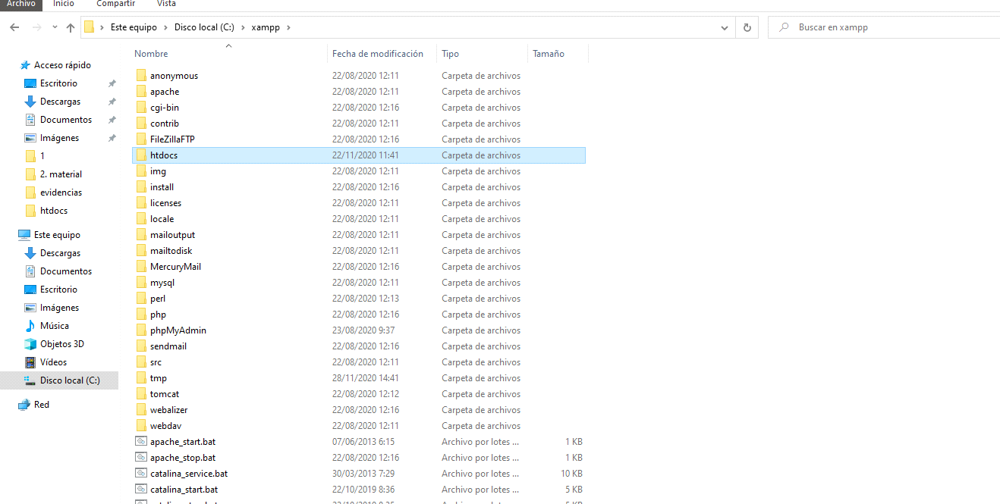 Archivo Inicio Compartir Vista
Este equipo › Disco local (C:) › xampp ›
Buscar en xampp
Acceso rápido
Escritorio
Descargas
Documentos
Imágenes
1
2. material
evidencias
htdocs
Este equipo
Descargas
Documentos
Escritorio
Imágenes
Música
Objetos 3D
Vídeos
Disco local (C:)
Red
Nombre Fecha de modificación Tipo Tamaño
anonymous 22/08/2020 12:11 Carpeta de archivos
apache 22/08/2020 12:11 Carpeta de archivos
cgi-bin 22/08/2020 12:16 Carpeta de archivos
contrib 22/08/2020 12:11 Carpeta de archivos
FileZillaFTP 22/08/2020 12:16 Carpeta de archivos
htdocs 22/11/2020 11:41 Carpeta de archivos
img 22/08/2020 12:11 Carpeta de archivos
install 22/08/2020 12:16 Carpeta de archivos
licenses 22/08/2020 12:11 Carpeta de archivos
locale 22/08/2020 12:11 Carpeta de archivos
mailoutput 22/08/2020 12:11 Carpeta de archivos
mailtodisk 22/08/2020 12:11 Carpeta de archivos
MercuryMail 22/08/2020 12:16 Carpeta de archivos
mysql 22/08/2020 12:11 Carpeta de archivos
perl 22/08/2020 12:13 Carpeta de archivos
php 22/08/2020 12:16 Carpeta de archivos
phpMyAdmin 23/08/2020 9:37 Carpeta de archivos
sendmail 22/08/2020 12:16 Carpeta de archivos
src 22/08/2020 12:11 Carpeta de archivos
tmp 28/11/2020 14:41 Carpeta de archivos
tomcat 22/08/2020 12:12 Carpeta de archivos
webalizer 22/08/2020 12:16 Carpeta de archivos
webdav 22/08/2020 12:11 Carpeta de archivos
apache_start.bat 07/06/2013 6:15 Archivo por lotes ... 1 KB
apache_stop.bat 22/08/2020 12:16 Archivo por lotes ... 1 KB
catalina_service.bat 30/03/2013 7:29 Archivo por lotes ... 10 KB
catalina_start.bat 22/10/2019 8:36 Archivo por lotes ... 5 KB